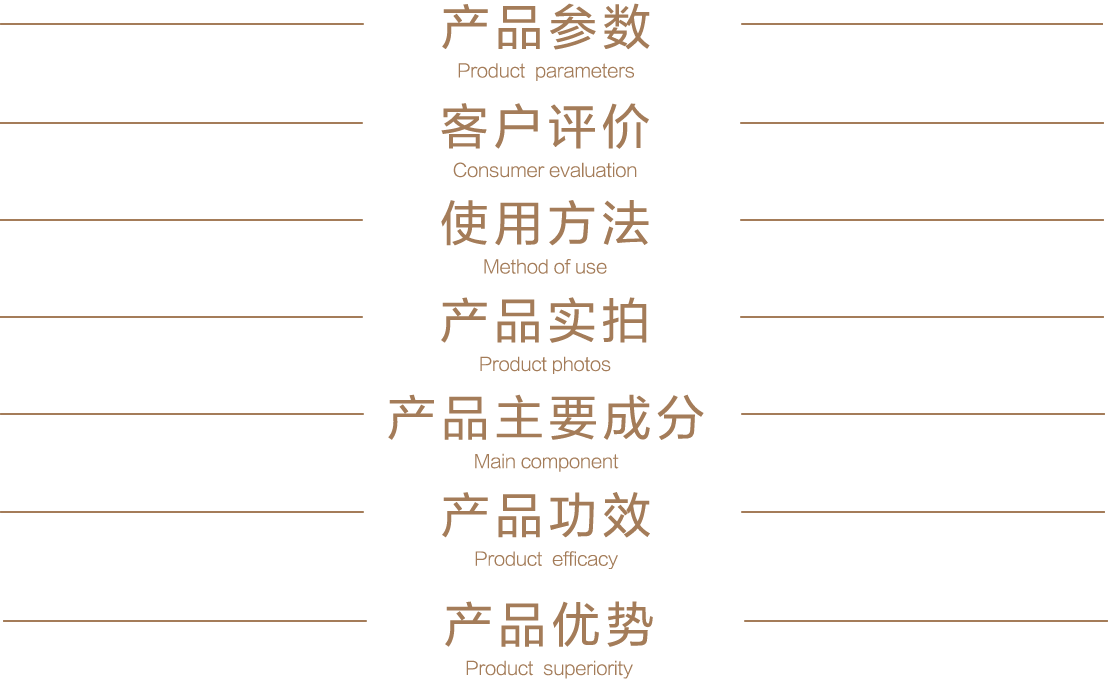 产品参数
Product parameters
客户评价
Consumer evaluation
使用方法
Method of use
产品实拍
Product photos
产品主要成分
Main component
产品功效
Product efficacy
产品优势
Product superiority